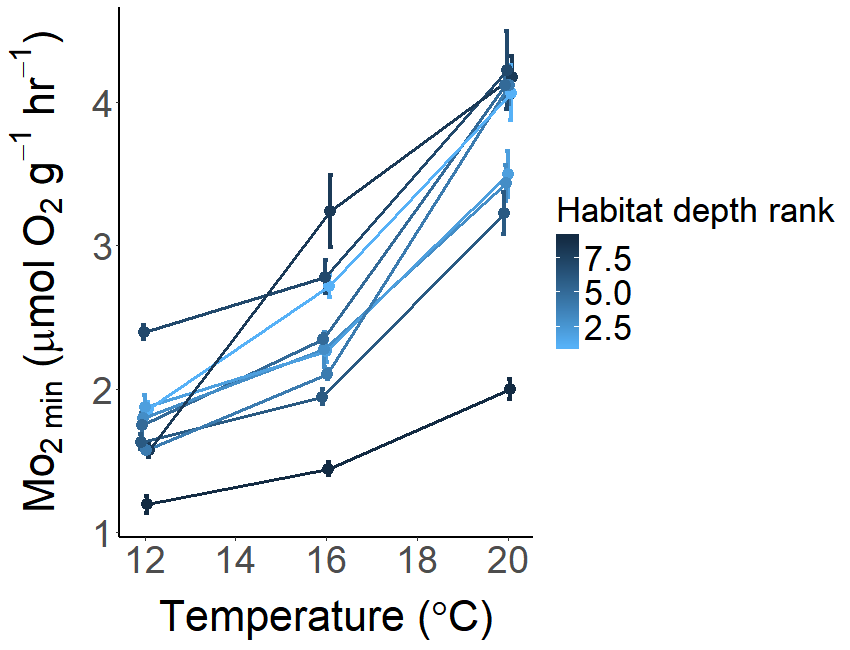 Mo₂ min (μmol O₂ g⁻¹ hr⁻¹)
4
3
2
1
12 14 16 18 20
Temperature (°C)
Habitat depth rank
7.5
5.0
2.5